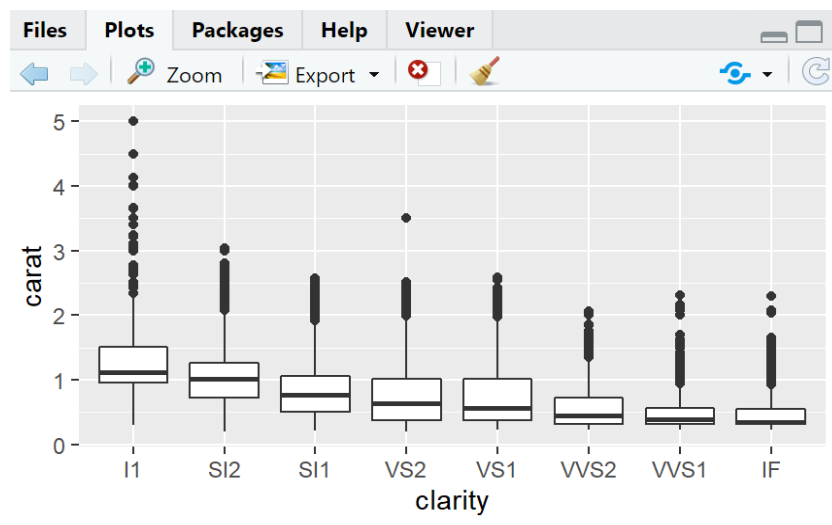 Files Plots Packages Help Viewer
Zoom Export
5
4
3
2
1
0
carat
I1 SI2 SI1 VS2 VS1 VVS2 VVS1 IF
clarity